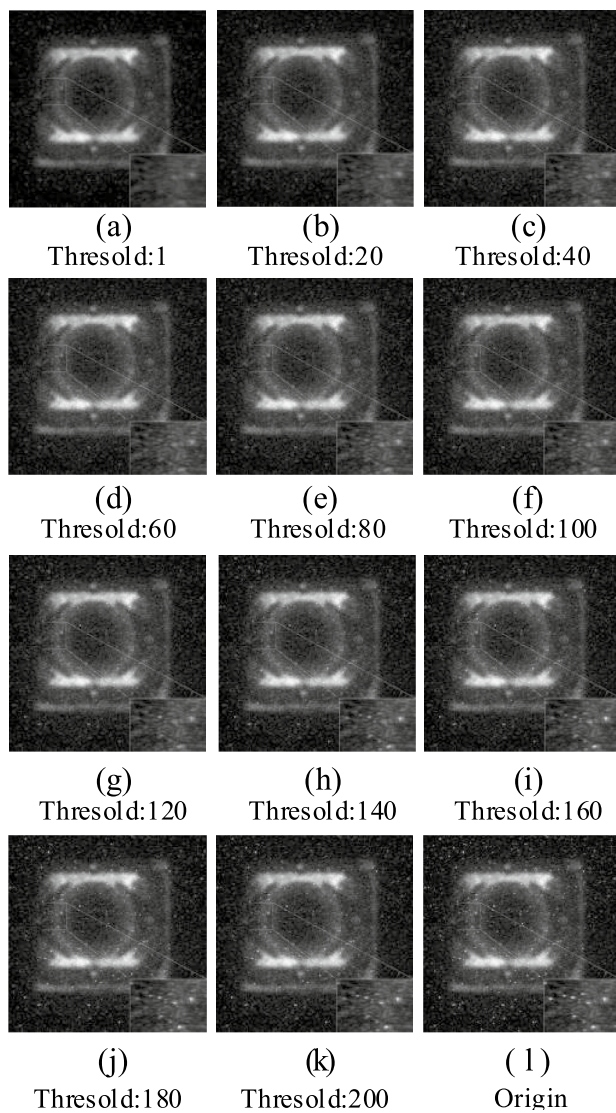 (a) (b) (c)
Thresold:1 Thresold:20 Thresold:40
(d) (e) (f)
Thresold:60 Thresold:80 Thresold:100
(g) (h) (i)
Thresold:120 Thresold:140 Thresold:160
(j) (k) (l)
Thresold:180 Thresold:200 Origin